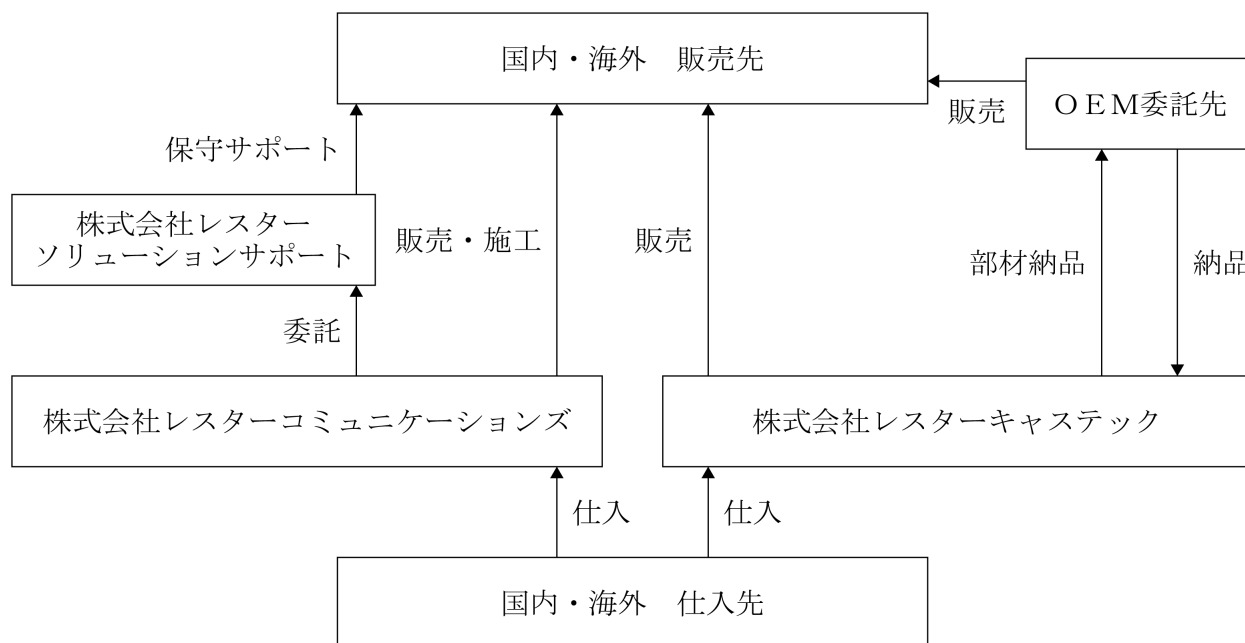 国内・海外　販売先
販売
ＯＥＭ委託先
保守サポート
株式会社レスター
ソリューションサポート
販売・施工
販売
部材納品
納品
委託
株式会社レスターコミュニケーションズ
株式会社レスターキャステック
仕入
仕入
国内・海外　仕入先